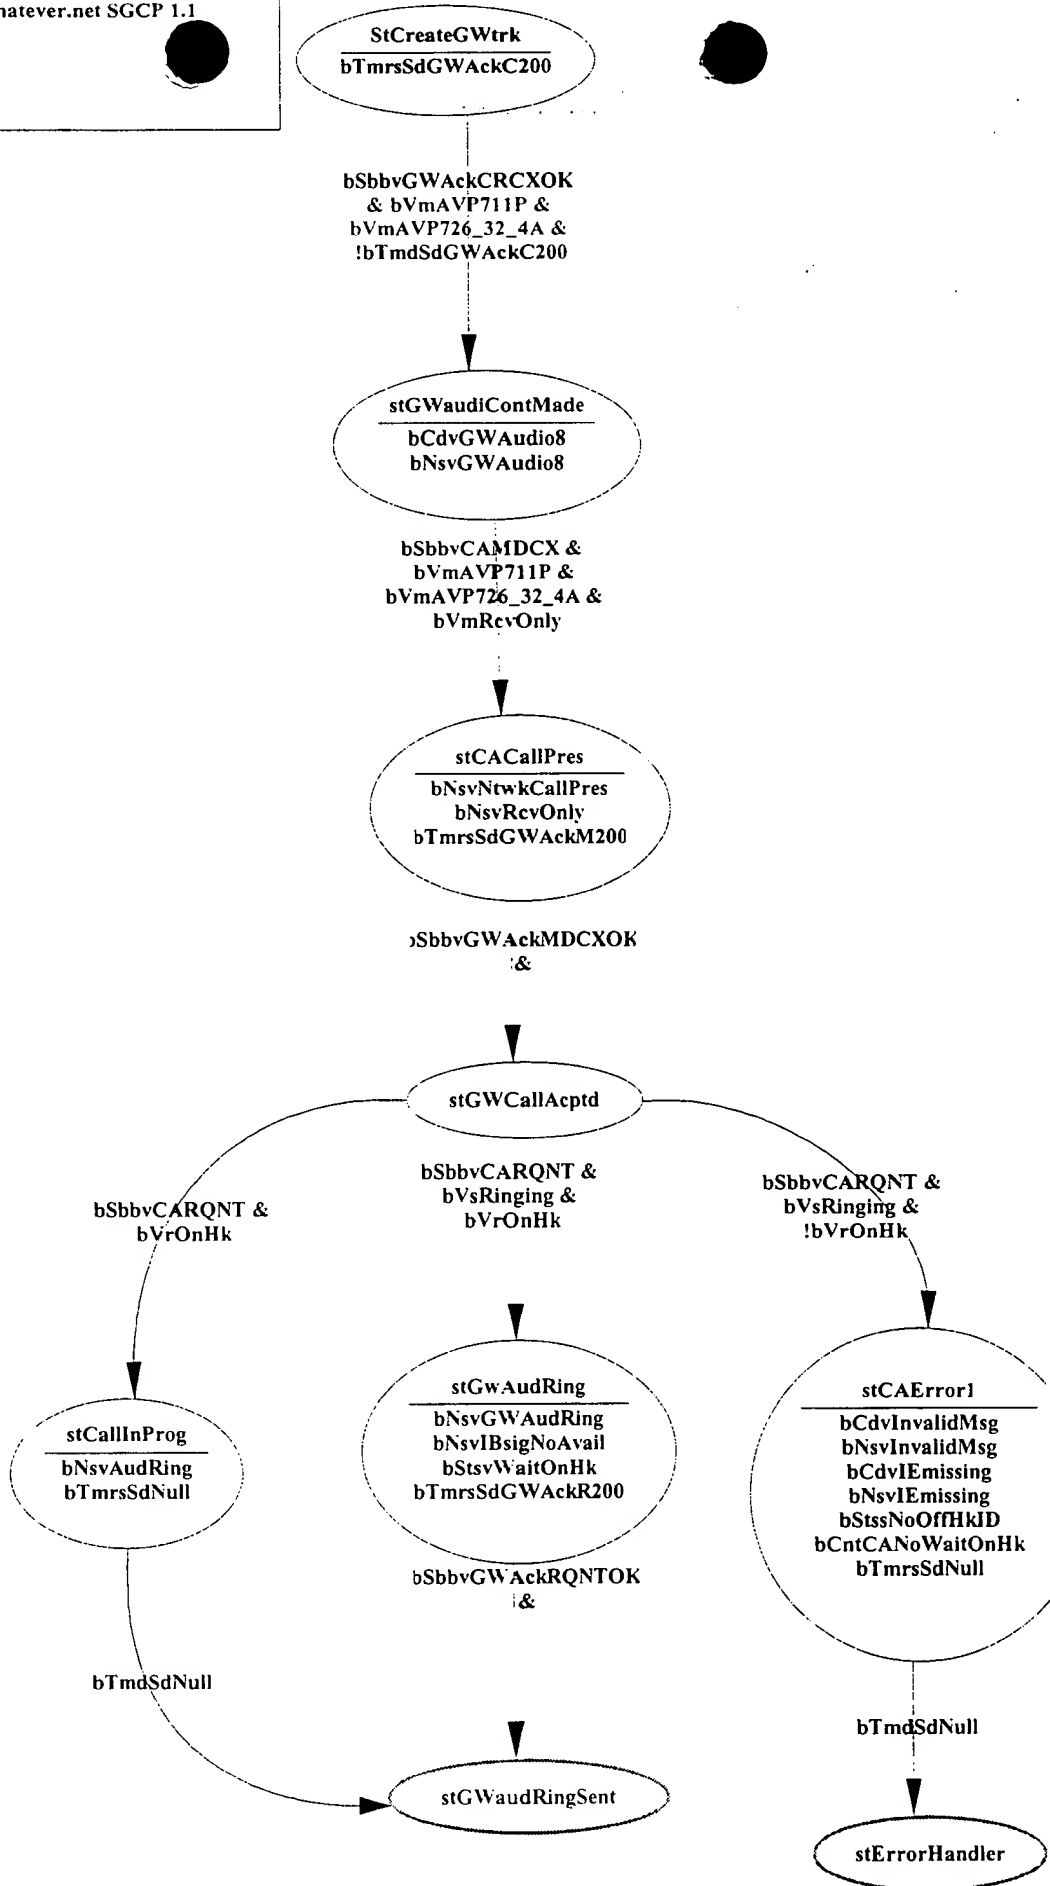 hatever.net SGCP 1.1
StCreateGWtrk
bTmrsSdGWAckC200
bSbbvGWAckCRCXOK
& bVmAVP711P &
bVmAVP726_32_4A &
!bTmdSdGWAckC200
stGWaudiContMade
bCdvGWAudio8
bNsvGWAudio8
bSbbvCAMDCX &
bVmAVP711P &
bVmAVP726_32_4A &
bVmRcvOnly
stCACallPres
bNsvNtwkCallPres
bNsvRcvOnly
bTmrsSdGWAckM200
bSbbvGWAckMDCXOK
&
stGWCallAcptd
bSbbvCARQNT &
bVrOnHk
bSbbvCARQNT &
bVsRinging &
bVrOnHk
bSbbvCARQNT &
bVsRinging &
!bVrOnHk
stCallInProg
bNsvAudRing
bTmrsSdNull
stGwAudRing
bNsvGWAudRing
bNsvIBsigNoAvail
bStsvWaitOnHk
bTmrsSdGWAckR200
stCAError1
bCdvInvalidMsg
bNsvInvalidMsg
bCdvIEmissing
bNsvIEmissing
bStssNoOffHkID
bCntCANoWaitOnHk
bTmrsSdNull
bSbbvGWAckRQNTOK
&
bTmdSdNull
bTmdSdNull
stGWaudRingSent
stErrorHandler